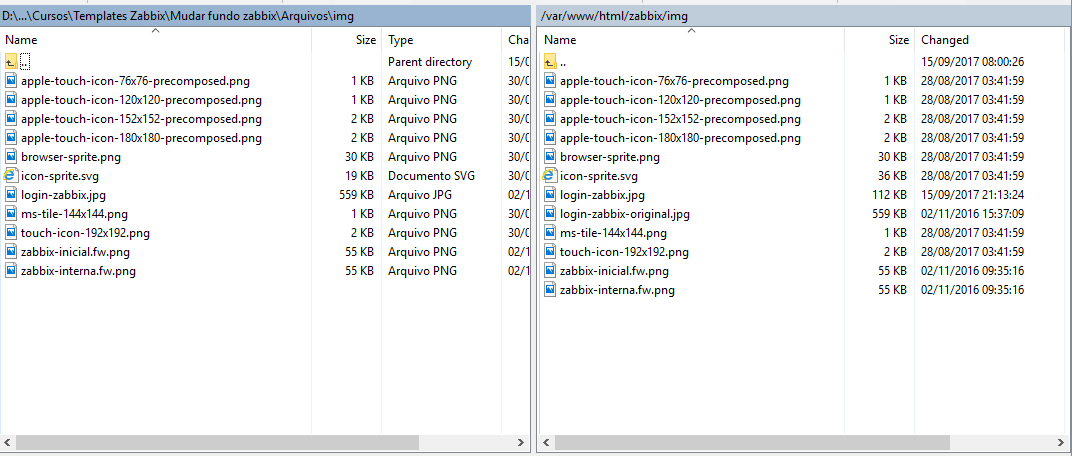 D:\...\Cursos\Templates Zabbix\Mudar fundo zabbix\Arquivos\img
Name Size Type Cha
.. Parent directory 15/0
apple-touch-icon-76x76-precomposed.png 1 KB Arquivo PNG 30/0
apple-touch-icon-120x120-precomposed.png 1 KB Arquivo PNG 30/0
apple-touch-icon-152x152-precomposed.png 2 KB Arquivo PNG 30/0
apple-touch-icon-180x180-precomposed.png 2 KB Arquivo PNG 30/0
browser-sprite.png 30 KB Arquivo PNG 30/0
icon-sprite.svg 19 KB Documento SVG 30/0
login-zabbix.jpg 559 KB Arquivo JPG 02/1
ms-tile-144x144.png 1 KB Arquivo PNG 30/0
touch-icon-192x192.png 2 KB Arquivo PNG 30/0
zabbix-inicial.fw.png 55 KB Arquivo PNG 02/1
zabbix-interna.fw.png 55 KB Arquivo PNG 02/1
/var/www/html/zabbix/img
Name Size Changed
.. 15/09/2017 08:00:26
apple-touch-icon-76x76-precomposed.png 1 KB 28/08/2017 03:41:59
apple-touch-icon-120x120-precomposed.png 1 KB 28/08/2017 03:41:59
apple-touch-icon-152x152-precomposed.png 2 KB 28/08/2017 03:41:59
apple-touch-icon-180x180-precomposed.png 2 KB 28/08/2017 03:41:59
browser-sprite.png 30 KB 28/08/2017 03:41:59
icon-sprite.svg 36 KB 28/08/2017 03:41:59
login-zabbix.jpg 112 KB 15/09/2017 21:13:24
login-zabbix-original.jpg 559 KB 02/11/2016 15:37:09
ms-tile-144x144.png 1 KB 28/08/2017 03:41:59
touch-icon-192x192.png 2 KB 28/08/2017 03:41:59
zabbix-inicial.fw.png 55 KB 02/11/2016 09:35:16
zabbix-interna.fw.png 55 KB 02/11/2016 09:35:16